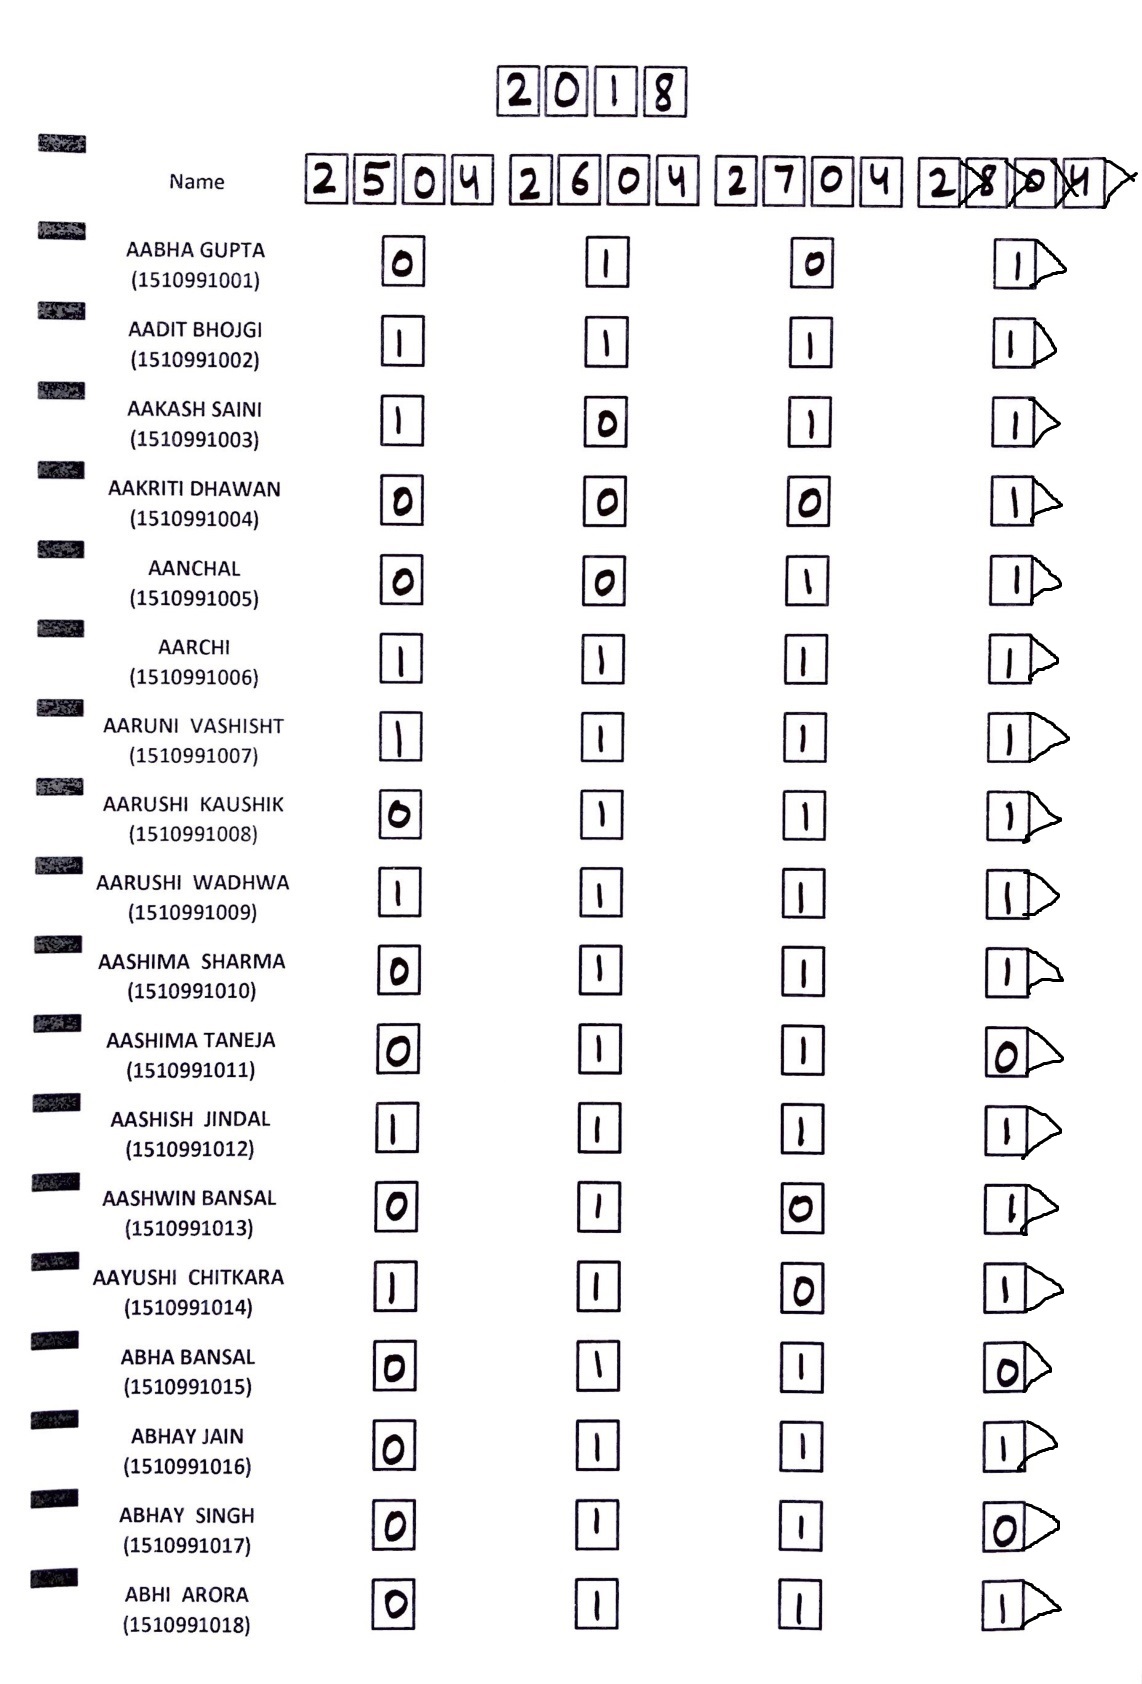 2018
Name 2504 2604 2704 2804
AABHA GUPTA
(1510991001) 0 1 0 1
AADIT BHOJGI
(1510991002) 1 1 1 1
AAKASH SAINI
(1510991003) 1 0 1 1
AAKRITI DHAWAN
(1510991004) 0 0 0 1
AANCHAL
(1510991005) 0 0 1 1
AARCHI
(1510991006) 1 1 1 1
AARUNI VASHISHT
(1510991007) 1 1 1 1
AARUSHI KAUSHIK
(1510991008) 0 1 1 1
AARUSHI WADHWA
(1510991009) 1 1 1 1
AASHIMA SHARMA
(1510991010) 0 1 1 1
AASHIMA TANEJA
(1510991011) 0 1 1 0
AASHISH JINDAL
(1510991012) 1 1 1 1
AASHWIN BANSAL
(1510991013) 0 1 0 1
AAYUSHI CHITKARA
(1510991014) 1 1 0 1
ABHA BANSAL
(1510991015) 0 1 1 0
ABHAY JAIN
(1510991016) 0 1 1 1
ABHAY SINGH
(1510991017) 0 1 1 0
ABHI ARORA
(1510991018) 0 1 1 1